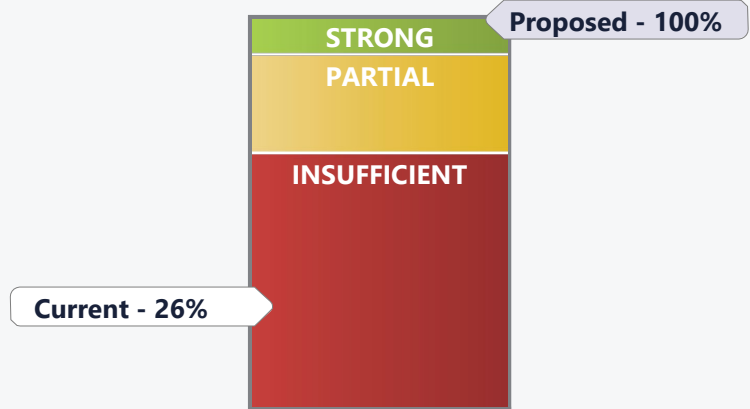 Proposed - 100%
STRONG
PARTIAL
INSUFFICIENT
Current - 26%